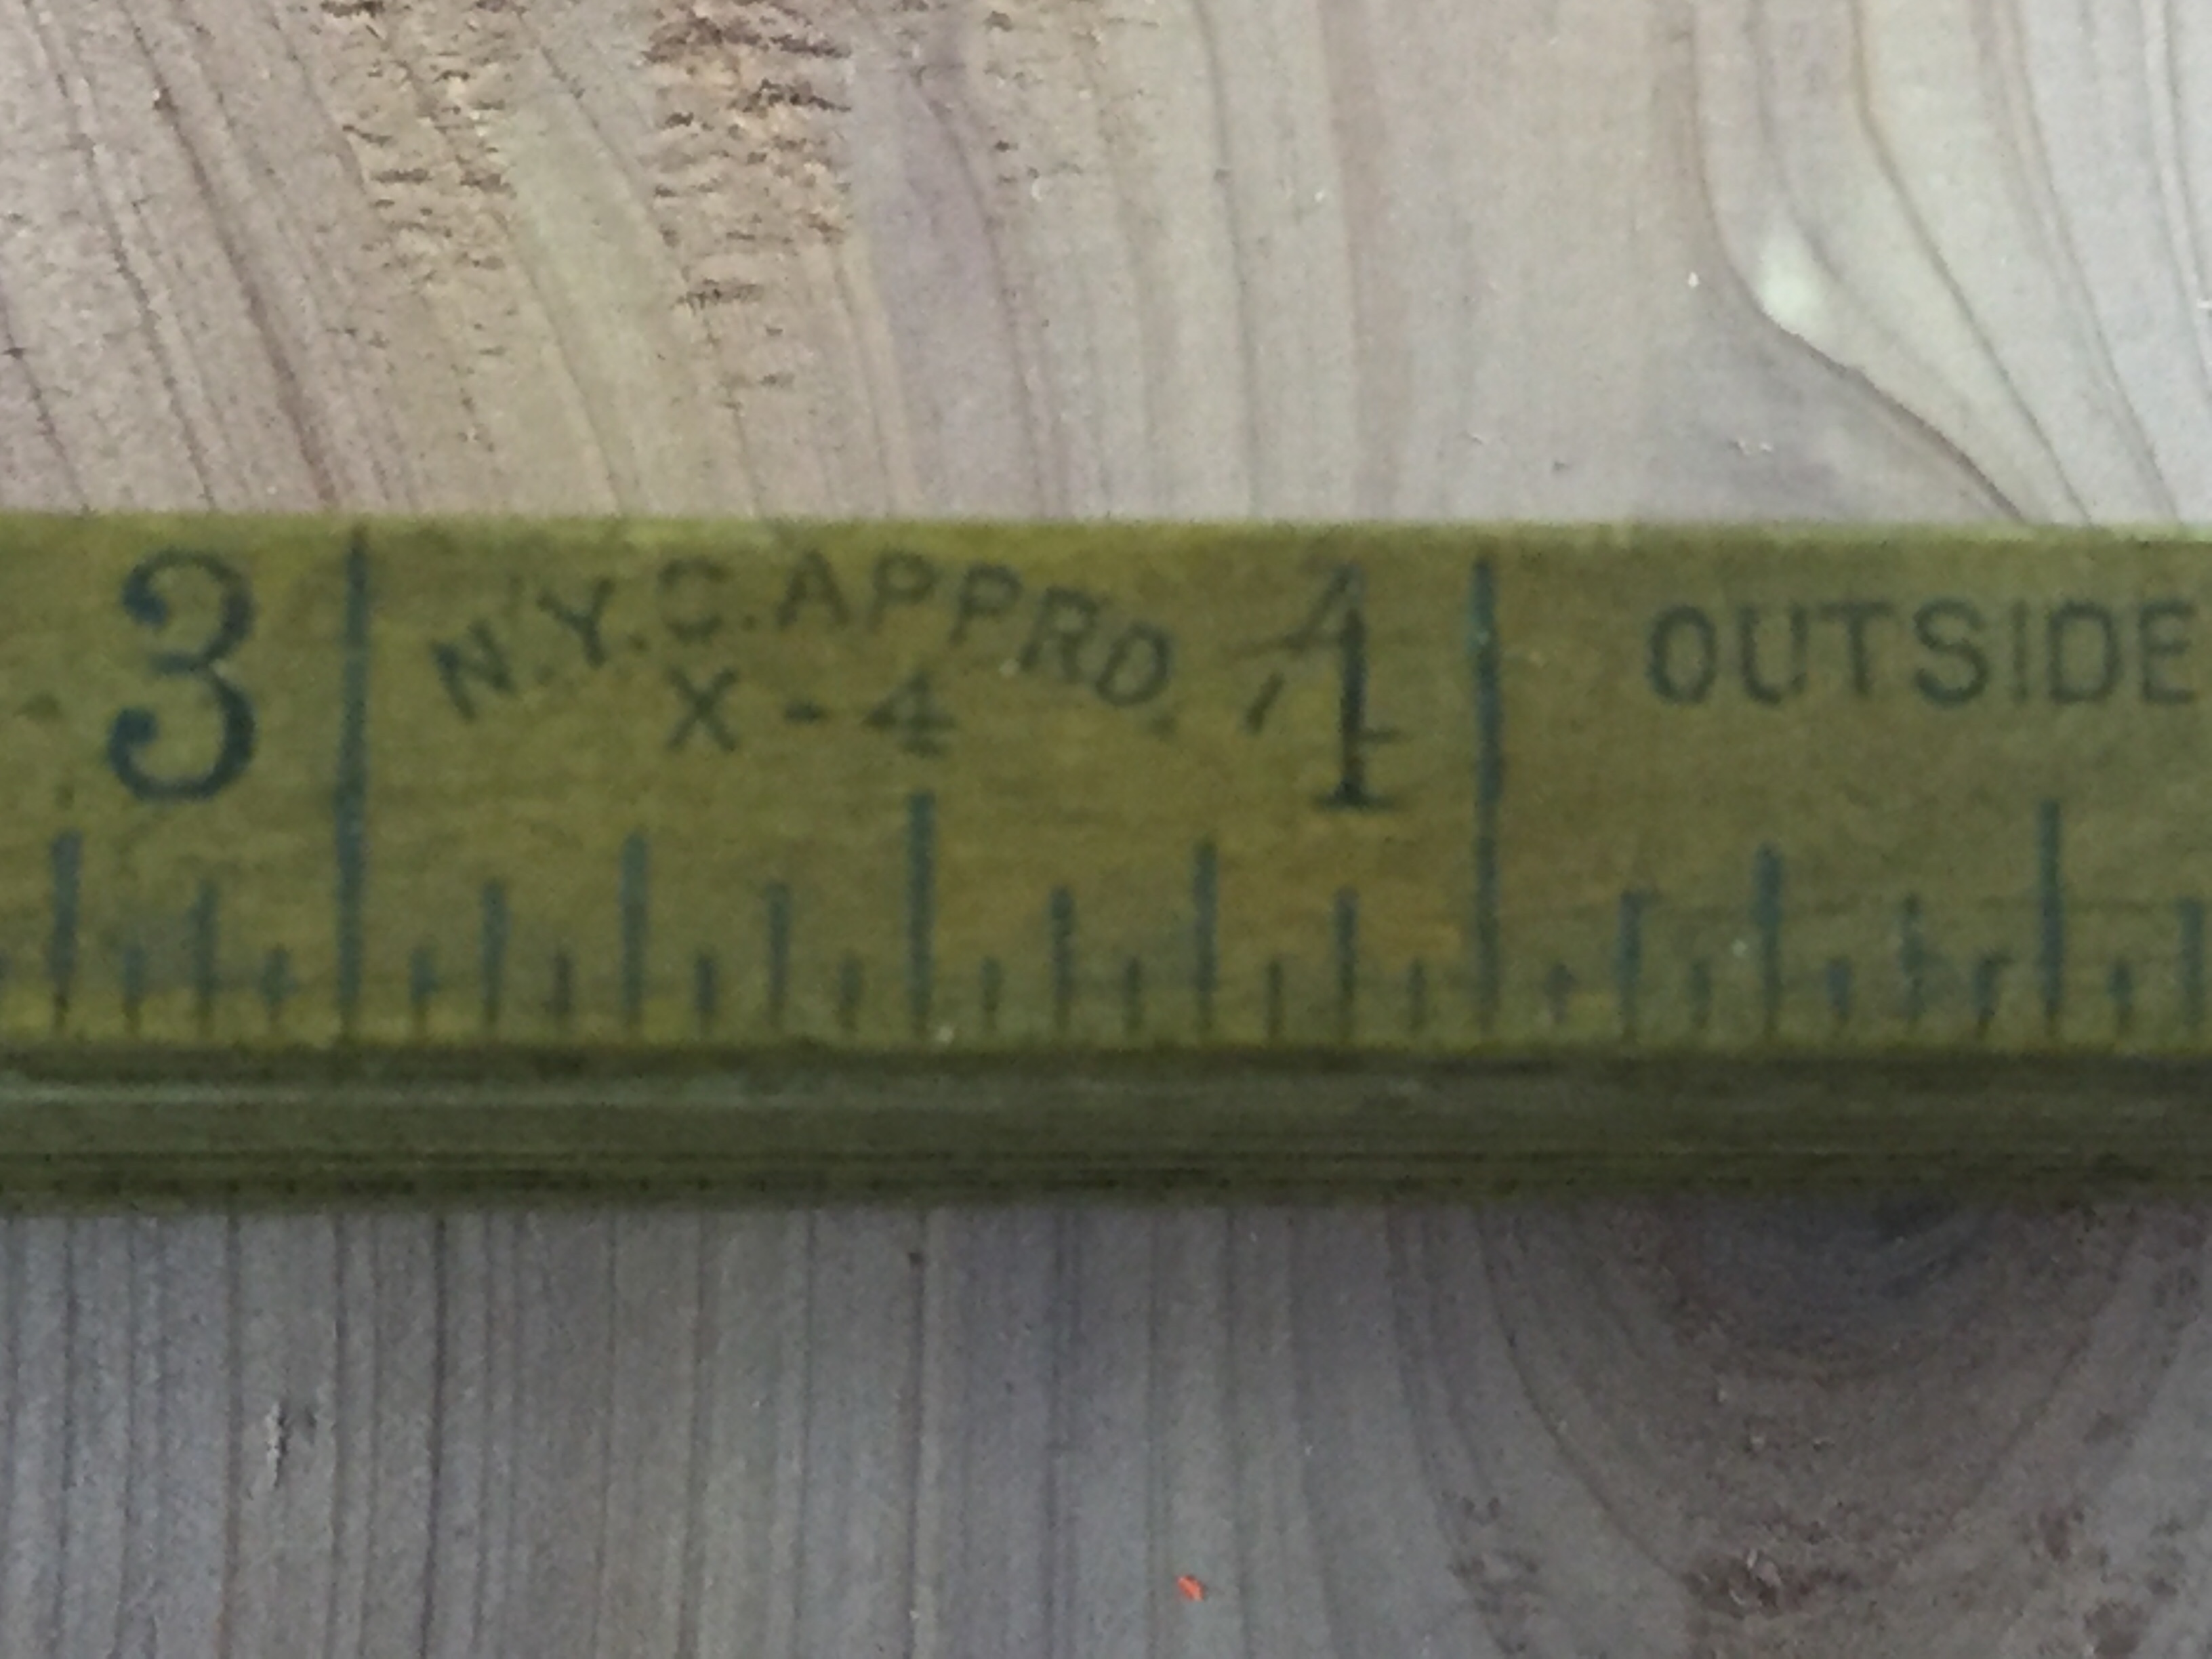 3 N.Y.C.APPRD. 4 OUTSIDE
X-4